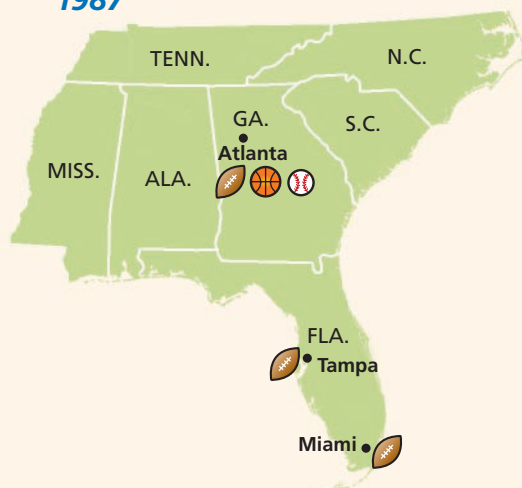 1987
TENN.
N.C.
GA.
S.C.
Atlanta
MISS.
ALA.
FLA.
Tampa
Miami